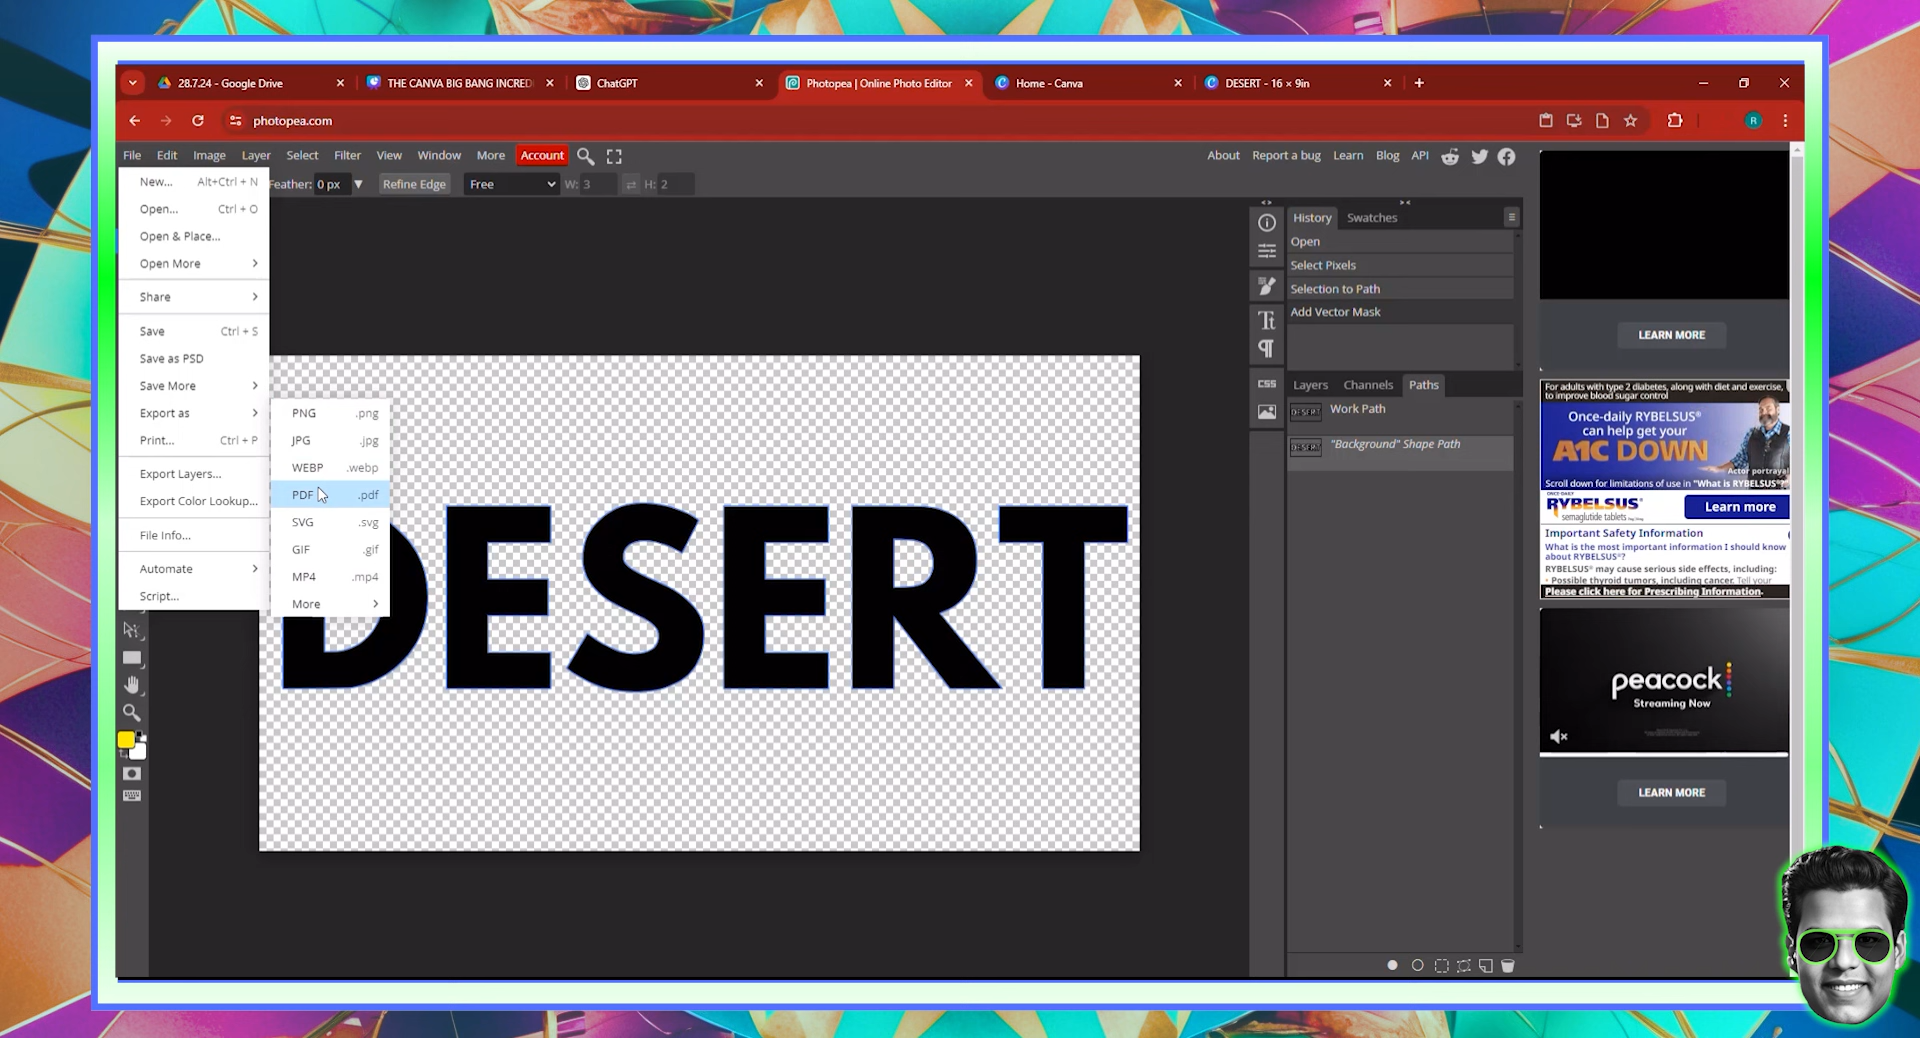 28.7.24 - Google Drive
THE CANVA BIG BANG INCREDI
ChatGPT
Photopea | Online Photo Editor
Home - Canva
DESERT - 16 × 9in
photopea.com
R
File Edit Image Layer Select Filter View Window More Account
About Report a bug Learn Blog API
Feather: 0 px Refine Edge Free W: 3 H: 2
New... Alt+Ctrl + N
Open... Ctrl + O
Open & Place...
Open More
Share
Save Ctrl + S
Save as PSD
Save More
Export as
Print... Ctrl + P
Export Layers...
Export Color Lookup...
File Info...
Automate
Script...
PNG .png
JPG .jpg
WEBP .webp
PDF .pdf
SVG .svg
GIF .gif
MP4 .mp4
More
DESERT
CSS
History Swatches
Open
Select Pixels
Selection to Path
Add Vector Mask
Layers Channels Paths
Work Path
"Background" Shape Path
LEARN MORE
For adults with type 2 diabetes, along with diet and exercise,
to improve blood sugar control
Once-daily RYBELSUS®
can help get your
A1C DOWN
Actor portrayal
Scroll down for limitations of use in "What is RYBELSUS®?"
ONCE-DAILY
RYBELSUS®
semaglutide tablets
Learn more
Important Safety Information
What is the most important information I should know
about RYBELSUS®?
RYBELSUS® may cause serious side effects, including:
• Possible thyroid tumors, including cancer. Tell your
Please click here for Prescribing Information.
peacock
Streaming Now
LEARN MORE